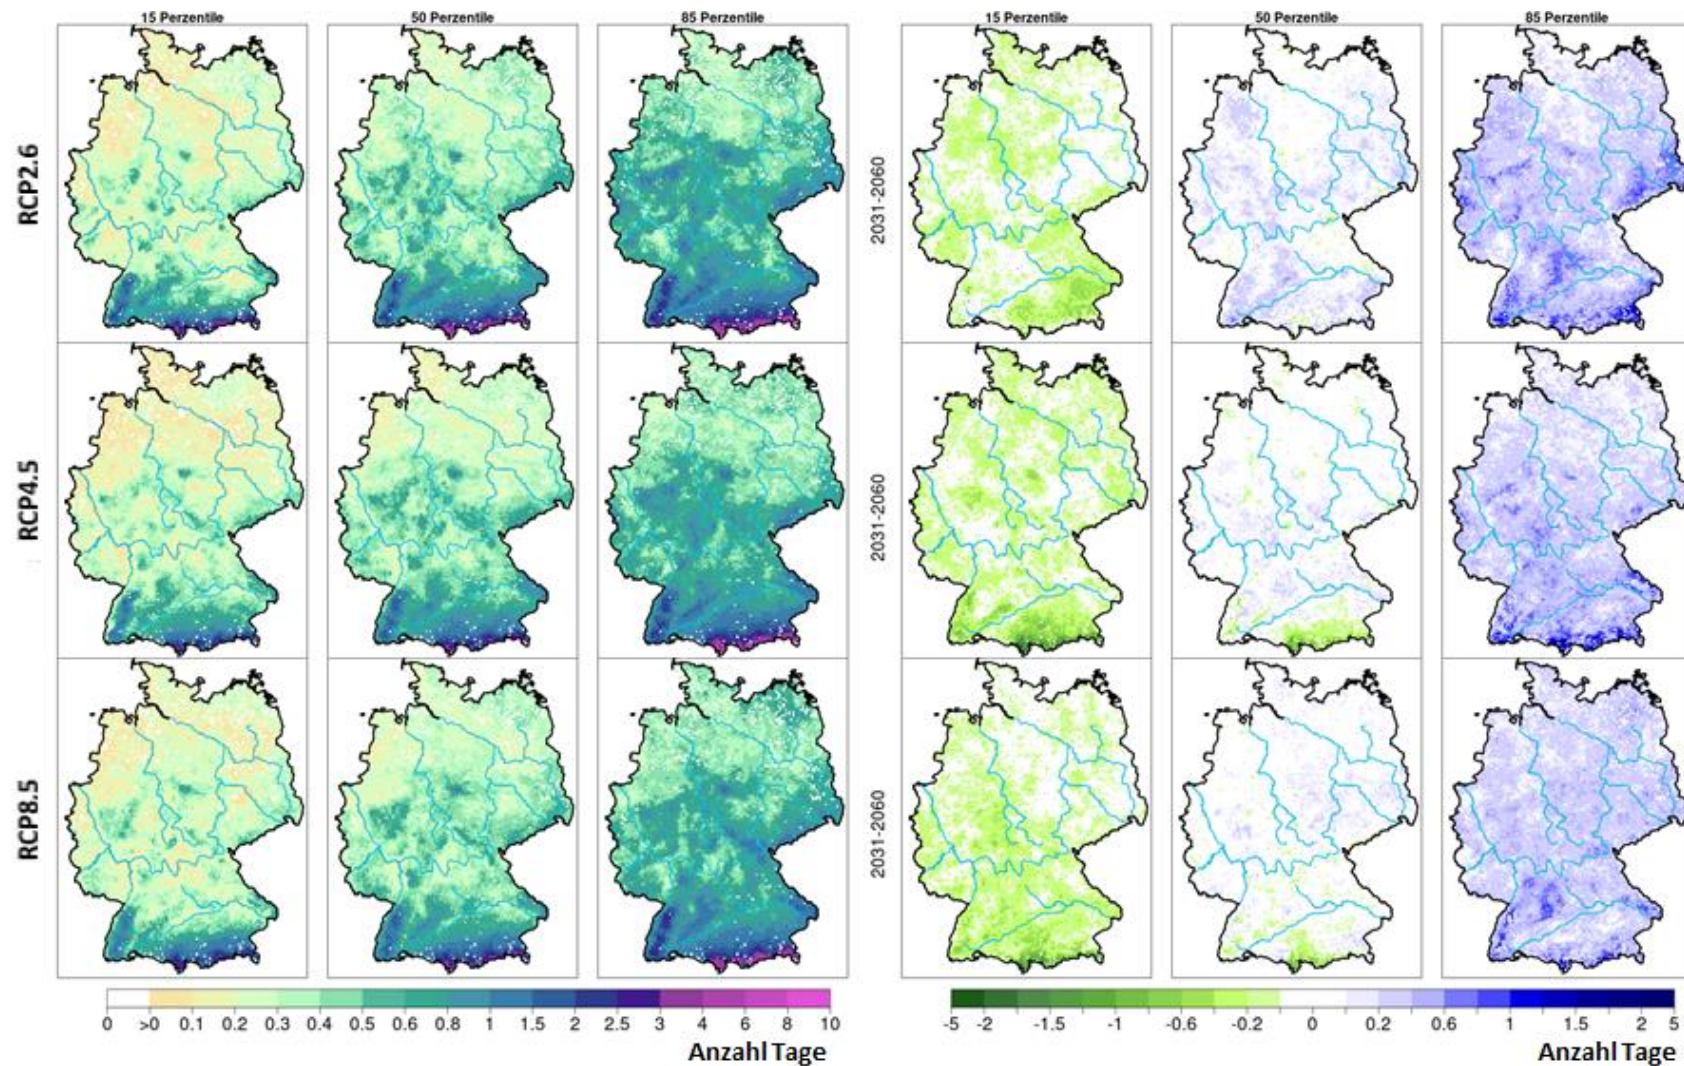 15 Perzentile
50 Perzentile
85 Perzentile
15 Perzentile
50 Perzentile
85 Perzentile
RCP2.6
2031-2060
RCP4.5
2031-2060
RCP8.5
2031-2060
0 >0 0.1 0.2 0.3 0.4 0.5 0.6 0.8 1 1.5 2 2.5 3 4 6 8 10
-5 -2 -1.5 -1 -0.6 -0.2 0 0.2 0.6 1 1.5 2 5
Anzahl Tage
Anzahl Tage